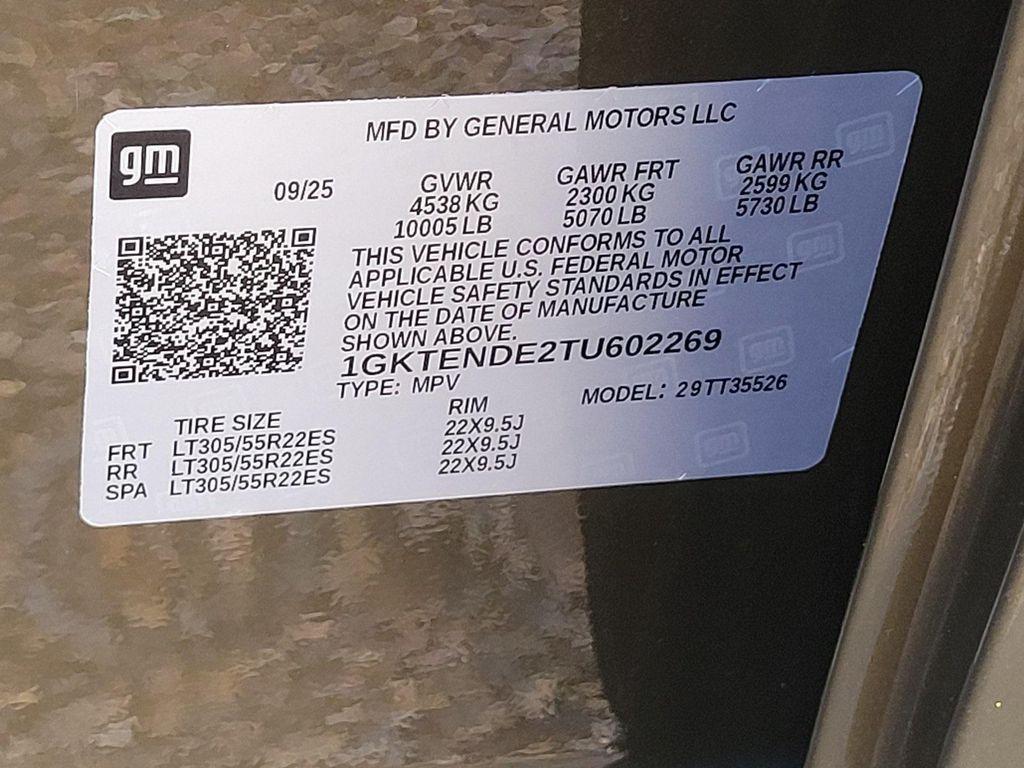 gm
MFD BY GENERAL MOTORS LLC
09/25
GVWR GAWR FRT GAWR RR
4538 KG 2300 KG 2599 KG
10005 LB 5070 LB 5730 LB
THIS VEHICLE CONFORMS TO ALL
APPLICABLE U.S. FEDERAL MOTOR
VEHICLE SAFETY STANDARDS IN EFFECT
ON THE DATE OF MANUFACTURE
SHOWN ABOVE.
1GKTENDE2TU602269
TYPE: MPV MODEL: 29TT35526
TIRE SIZE RIM
FRT LT305/55R22ES 22X9.5J
RR LT305/55R22ES 22X9.5J
SPA LT305/55R22ES 22X9.5J